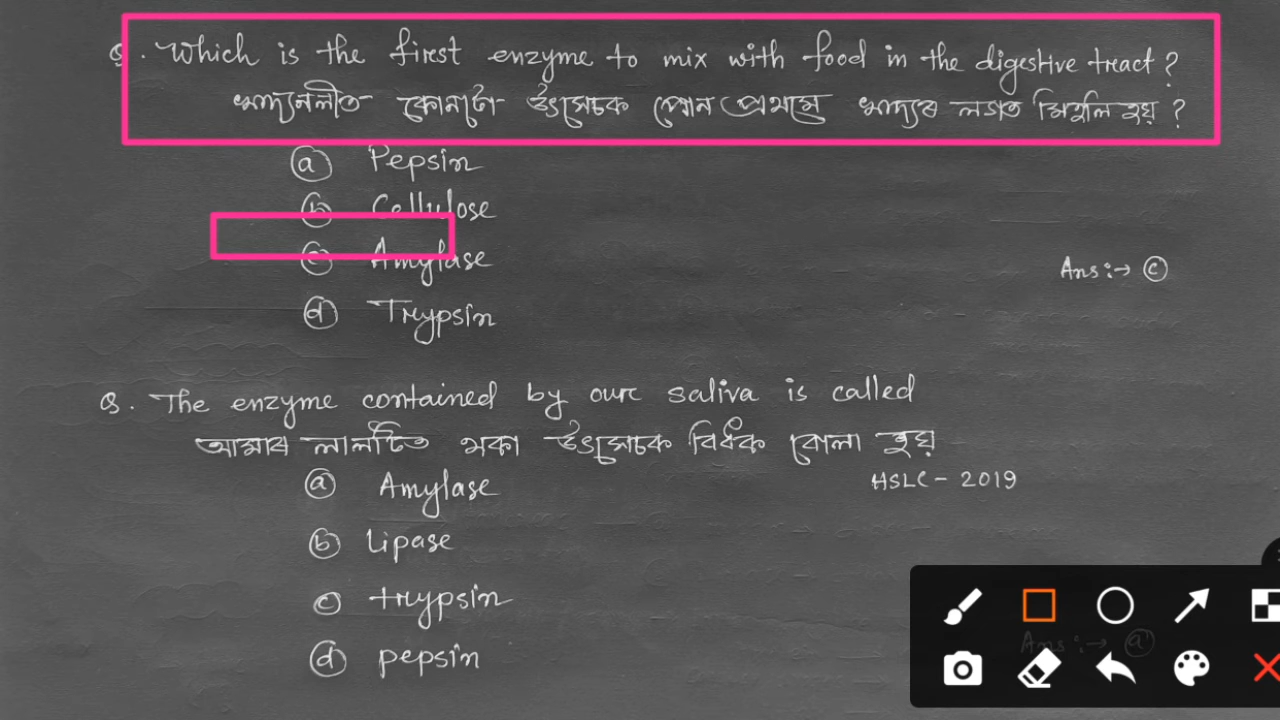 Q. Which is the first enzyme to mix with food in the digestive tract?
খাদ্যনলীত কোনটো উৎসেচক পোন প্ৰথমে খাদ্যৰ লগত মিহলি হয়?
(a) Pepsin
(b) Cellulose
(c) Amylase
Ans:→ (c)
(d) Trypsin
Q. The enzyme contained by our saliva is called
আমাৰ লালটিত থকা উৎসেচক বিধক বোলা হয়
HSLC - 2019
(a) Amylase
(b) Lipase
(c) trypsin
(d) pepsin
Ans:→ (a)